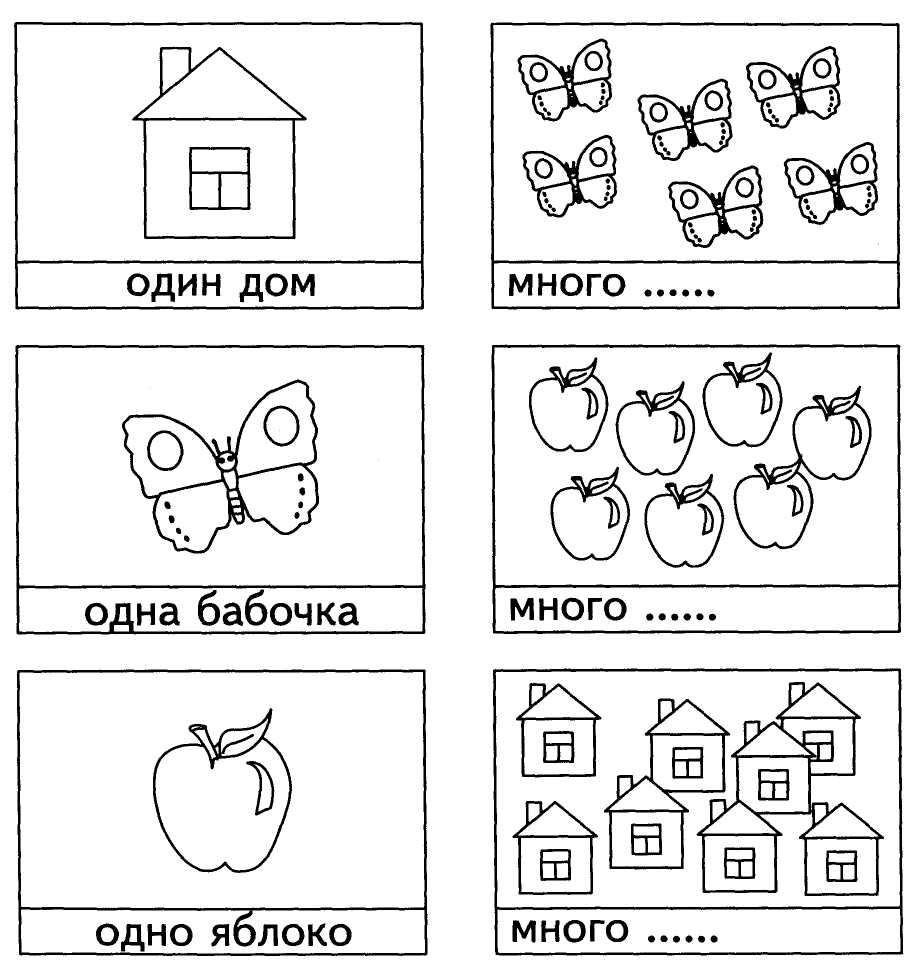 один дом
много ......
одна бабочка
много ......
одно яблоко
много ......